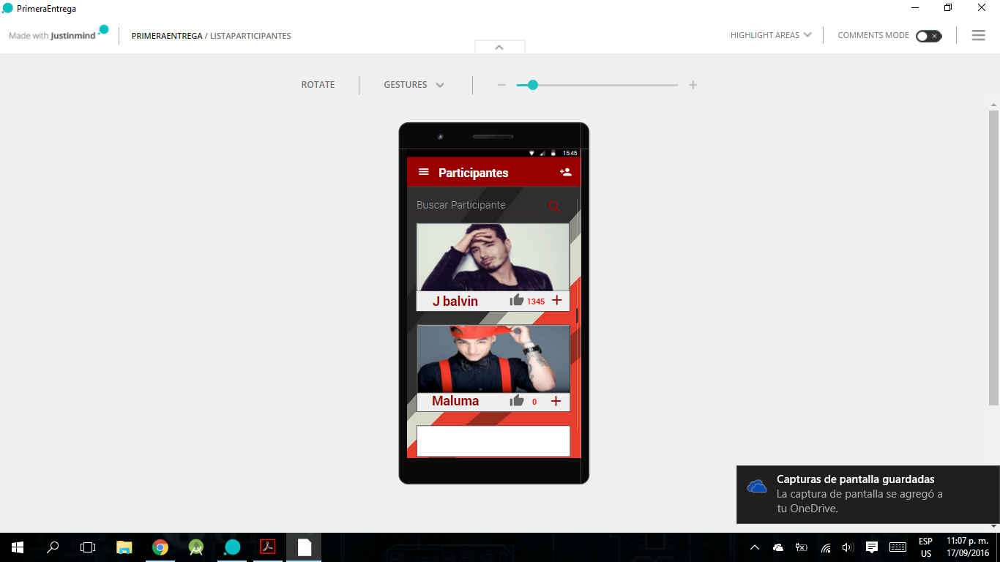 PrimeraEntrega
Made with Justinmind
PRIMERAENTREGA / LISTAPARTICIPANTES
HIGHLIGHT AREAS
COMMENTS MODE
ROTATE
GESTURES
15:45
Participantes
Buscar Participante
J balvin
1345
Maluma
0
Capturas de pantalla guardadas
La captura de pantalla se agregó a
tu OneDrive.
ESP
US
11:07 p. m.
17/09/2016